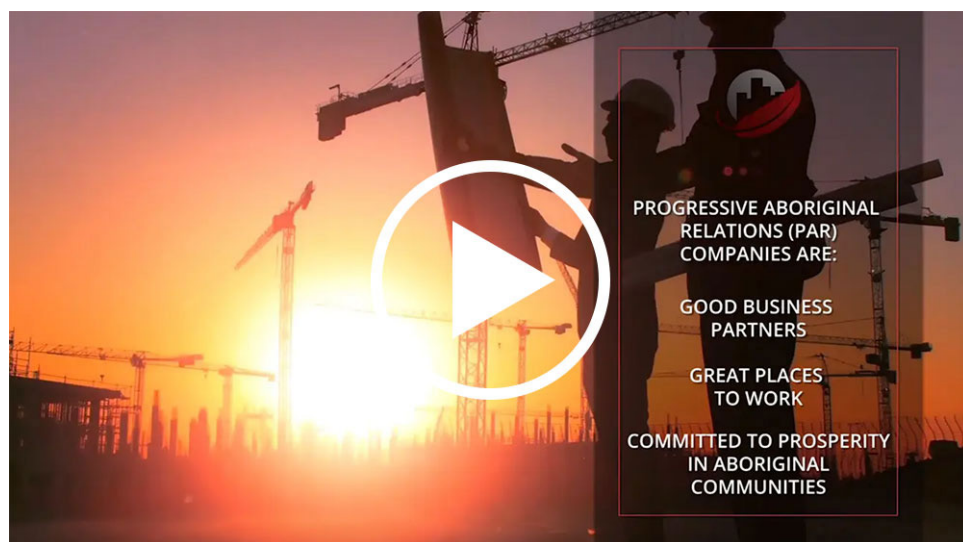 PROGRESSIVE ABORIGINAL
RELATIONS (PAR)
COMPANIES ARE:
GOOD BUSINESS
PARTNERS
GREAT PLACES
TO WORK
COMMITTED TO PROSPERITY
IN ABORIGINAL
COMMUNITIES